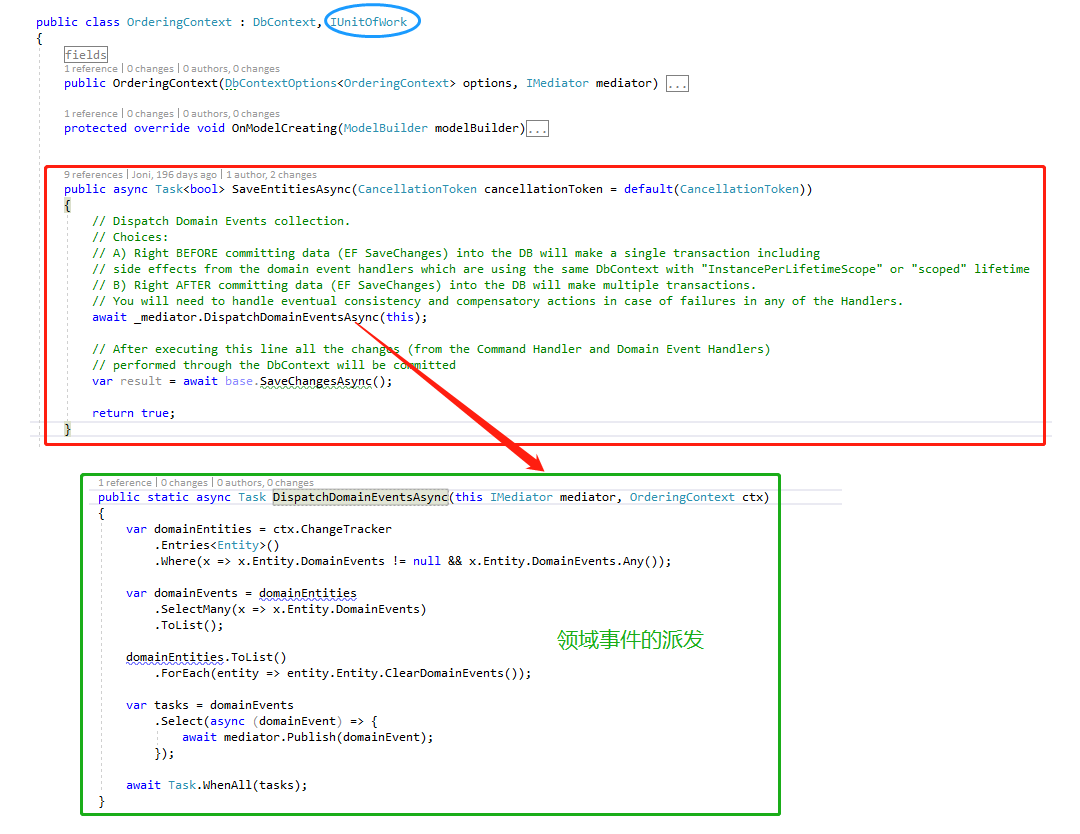 public class OrderingContext : DbContext, IUnitOfWork
{
fields
1 reference | 0 changes | 0 authors, 0 changes
public OrderingContext(DbContextOptions<OrderingContext> options, IMediator mediator) ...
1 reference | 0 changes | 0 authors, 0 changes
protected override void OnModelCreating(ModelBuilder modelBuilder)...
9 references | Joni, 196 days ago | 1 author, 2 changes
public async Task<bool> SaveEntitiesAsync(CancellationToken cancellationToken = default(CancellationToken))
{
// Dispatch Domain Events collection.
// Choices:
// A) Right BEFORE committing data (EF SaveChanges) into the DB will make a single transaction including
// side effects from the domain event handlers which are using the same DbContext with "InstancePerLifetimeScope" or "scoped" lifetime
// B) Right AFTER committing data (EF SaveChanges) into the DB will make multiple transactions.
// You will need to handle eventual consistency and compensatory actions in case of failures in any of the Handlers.
await _mediator.DispatchDomainEventsAsync(this);
// After executing this line all the changes (from the Command Handler and Domain Event Handlers)
// performed through the DbContext will be committed
var result = await base.SaveChangesAsync();
return true;
}
1 reference | 0 changes | 0 authors, 0 changes
public static async Task DispatchDomainEventsAsync(this IMediator mediator, OrderingContext ctx)
{
var domainEntities = ctx.ChangeTracker
.Entries<Entity>()
.Where(x => x.Entity.DomainEvents != null && x.Entity.DomainEvents.Any());
var domainEvents = domainEntities
.SelectMany(x => x.Entity.DomainEvents)
.ToList();
领域事件的派发
domainEntities.ToList()
.ForEach(entity => entity.Entity.ClearDomainEvents());
var tasks = domainEvents
.Select(async (domainEvent) => {
await mediator.Publish(domainEvent);
});
await Task.WhenAll(tasks);
}